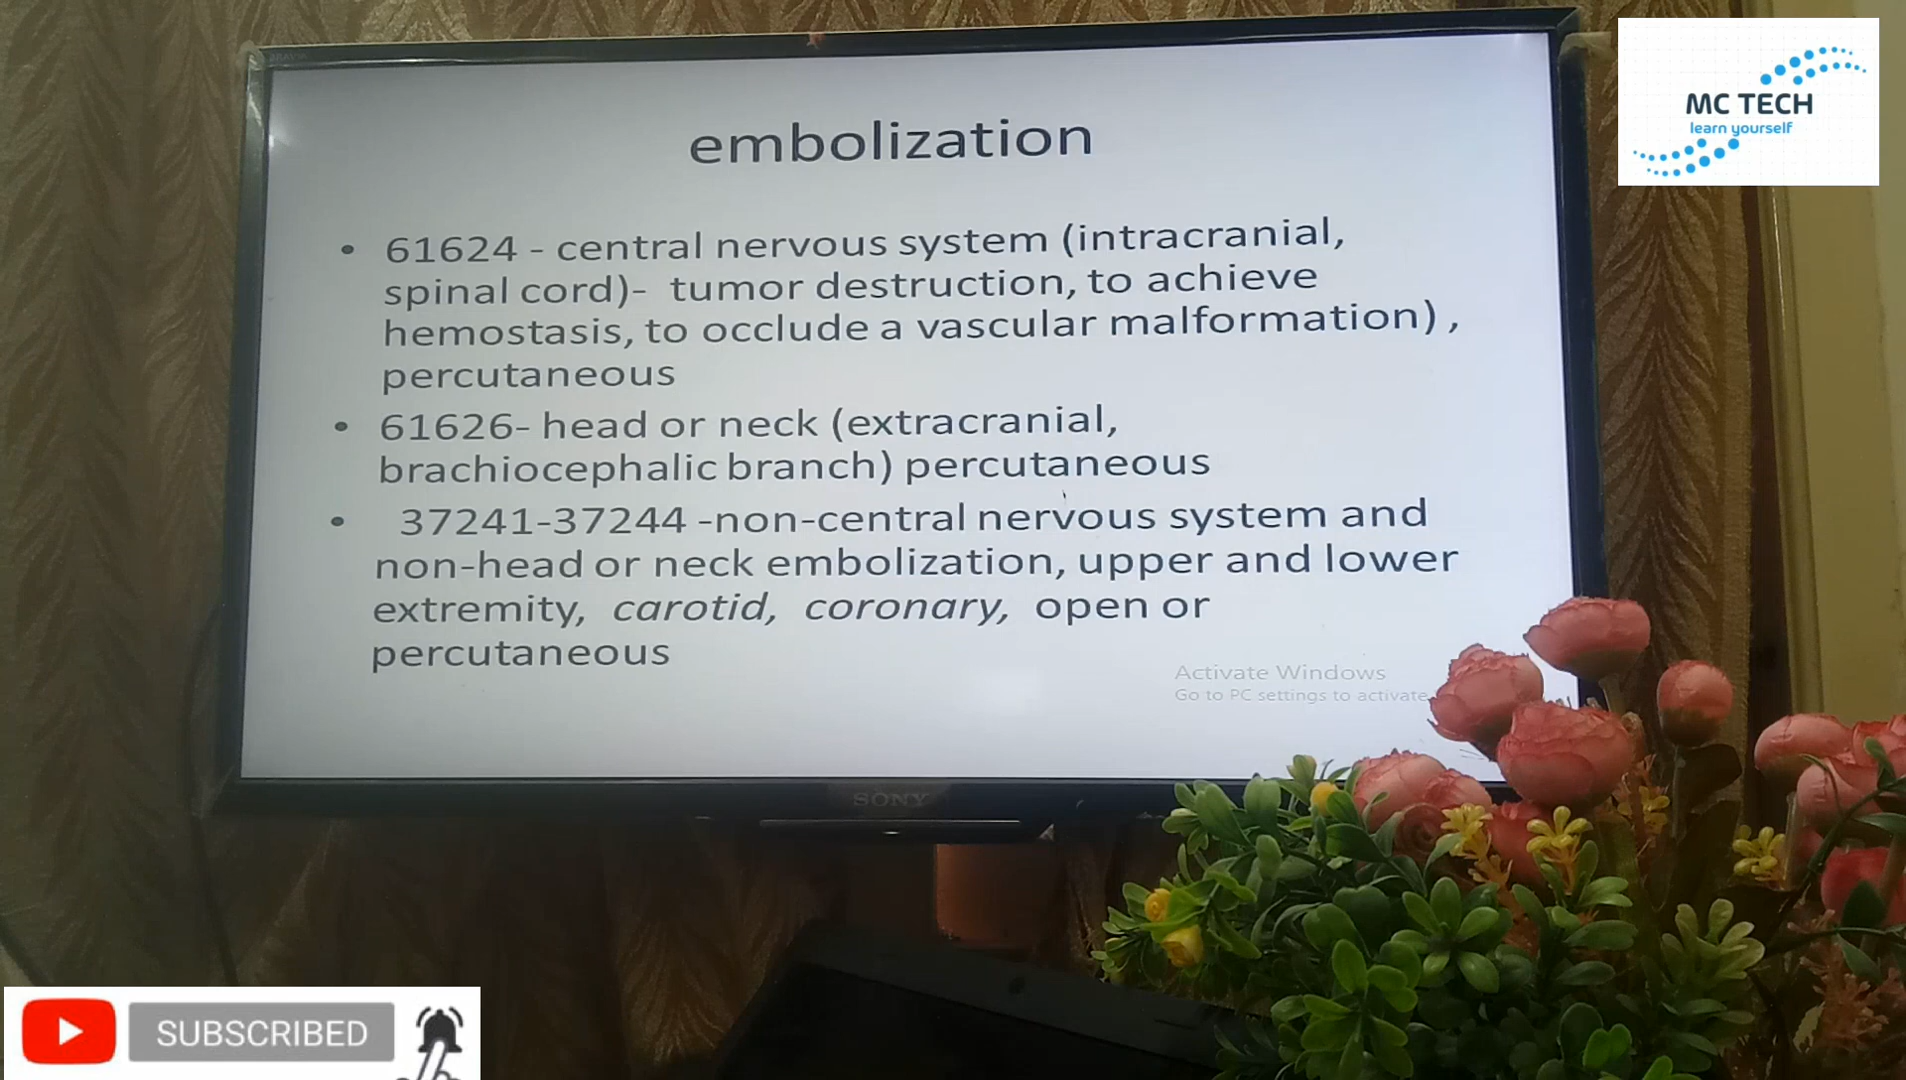 MC TECH
learn yourself
embolization
• 61624 - central nervous system (intracranial,
spinal cord)- tumor destruction, to achieve
hemostasis, to occlude a vascular malformation) ,
percutaneous
• 61626- head or neck (extracranial,
brachiocephalic branch) percutaneous
• 37241-37244 -non-central nervous system and
non-head or neck embolization, upper and lower
extremity, carotid, coronary, open or
percutaneous
Activate Windows
Go to PC settings to activate
SONY
SUBSCRIBED